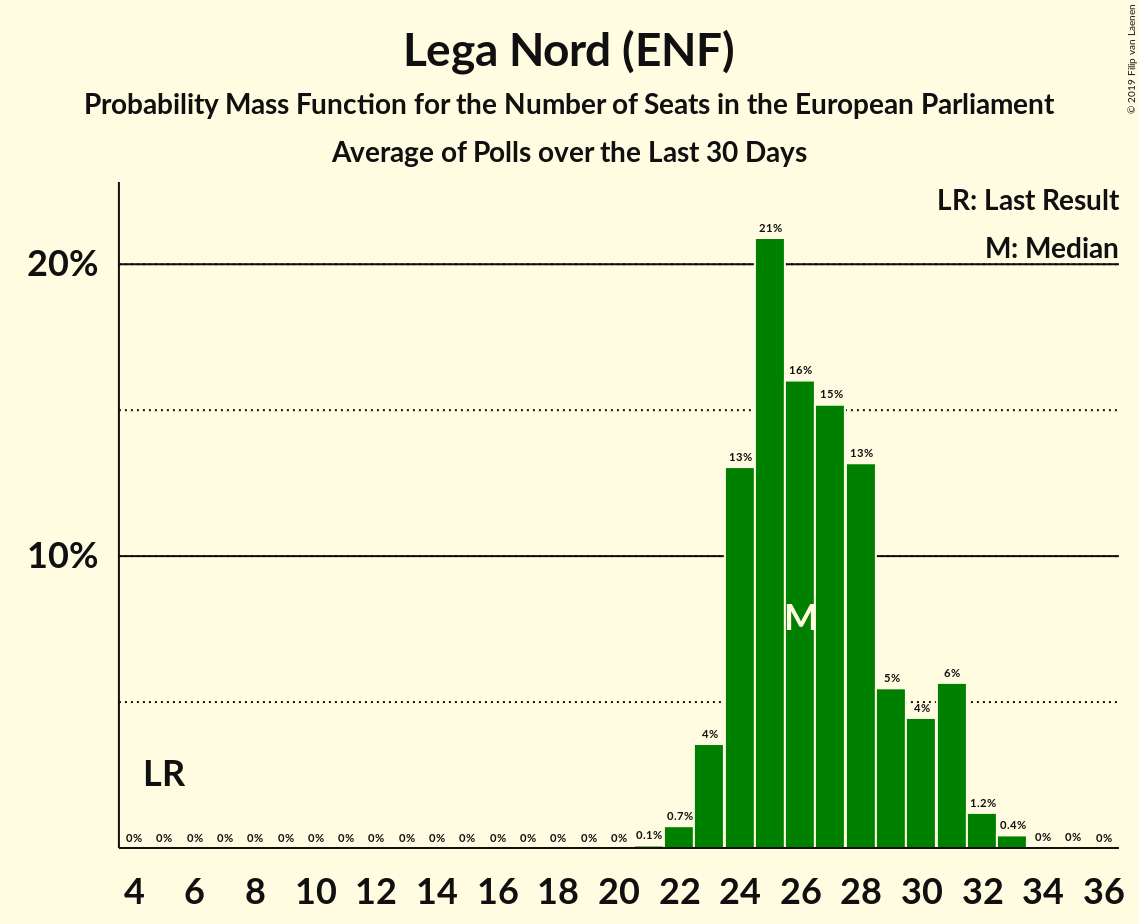 Lega Nord (ENF)
Probability Mass Function for the Number of Seats in the European Parliament
Average of Polls over the Last 30 Days
© 2019 Filip van Laenen
LR: Last Result
M: Median
20%
10%
0% 0% 0% 0% 0% 0% 0% 0% 0% 0% 0% 0% 0% 0% 0% 0% 0% 0.1% 0.7% 4% 13% 21% 16% 15% 13% 5% 4% 6% 1.2% 0.4% 0% 0% 0%
M
LR
4 6 8 10 12 14 16 18 20 22 24 26 28 30 32 34 36